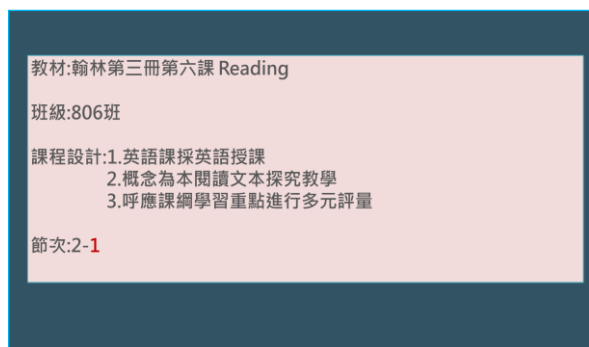 教材:翰林第三冊第六課 Reading
班級:806班
課程設計:1.英語課採英語授課
2.概念為本閱讀文本探究教學
3.呼應課綱學習重點進行多元評量
節次:2-1